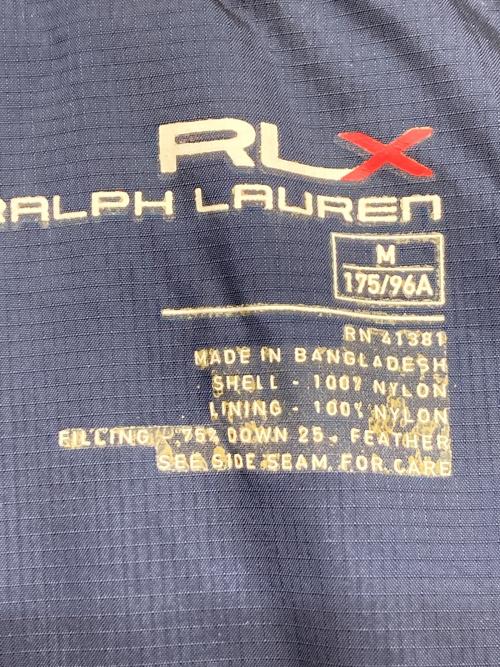 RLX
RALPH LAUREN
M
175/96A
RN 41381
MADE IN BANGLADESH
SHELL - 100% NYLON
LINING - 100% NYLON
FILLING 75% DOWN 25% FEATHER
SEE SIDE SEAM FOR CARE